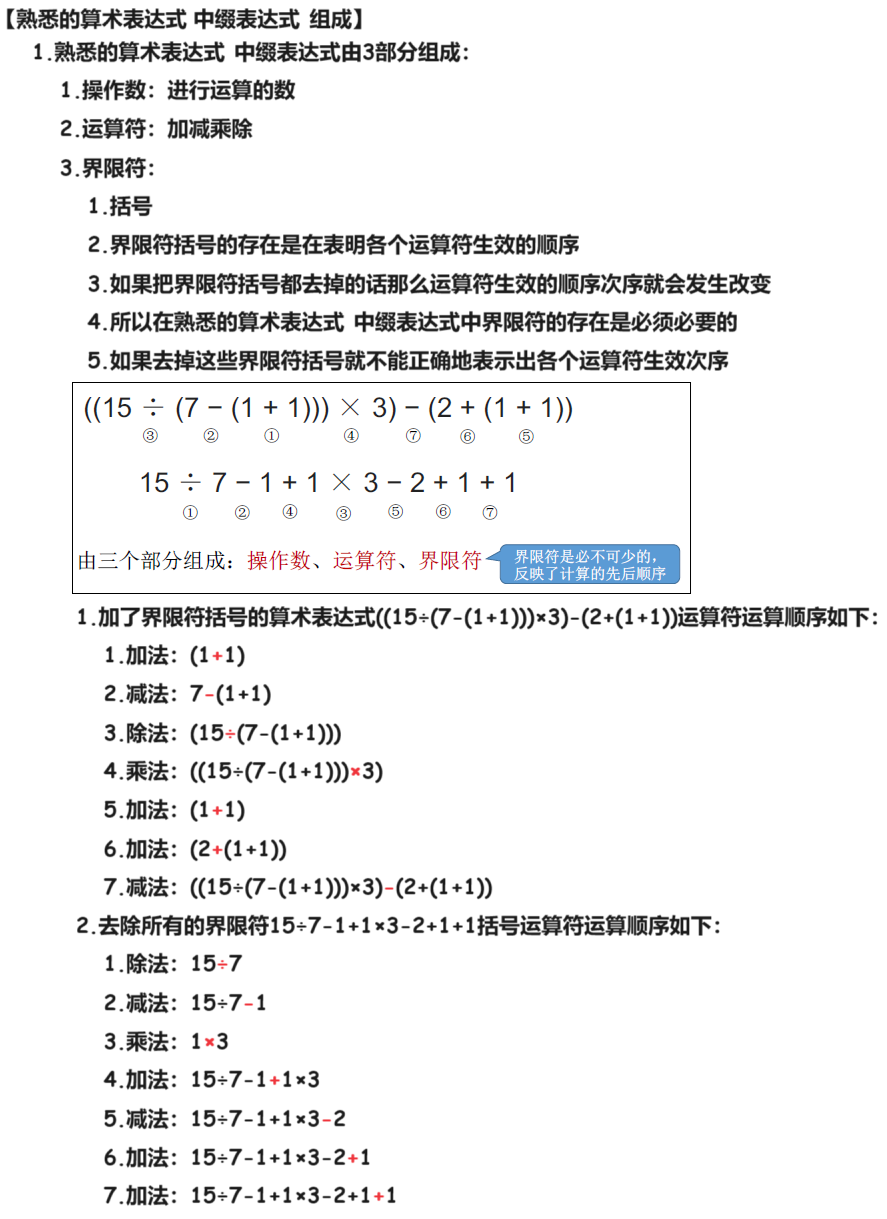 【熟悉的算术表达式 中缀表达式 组成】
1.熟悉的算术表达式 中缀表达式由3部分组成：
1.操作数：进行运算的数
2.运算符：加减乘除
3.界限符：
1.括号
2.界限符括号的存在是在表明各个运算符生效的顺序
3.如果把界限符括号都去掉的话那么运算符生效的顺序次序就会发生改变
4.所以在熟悉的算术表达式 中缀表达式中界限符的存在是必须必要的
5.如果去掉这些界限符括号就不能正确地表示出各个运算符生效次序
((15 ÷ (7 − (1 + 1))) × 3) − (2 + (1 + 1))
③ ② ① ④ ⑦ ⑥ ⑤
15 ÷ 7 − 1 + 1 × 3 − 2 + 1 + 1
① ② ④ ③ ⑤ ⑥ ⑦
由三个部分组成：操作数、运算符、界限符
界限符是必不可少的，
反映了计算的先后顺序
1.加了界限符括号的算术表达式((15÷(7-(1+1)))×3)-(2+(1+1))运算符运算顺序如下：
1.加法：(1+1)
2.减法：7-(1+1)
3.除法：(15÷(7-(1+1)))
4.乘法：((15÷(7-(1+1)))×3)
5.加法：(1+1)
6.加法：(2+(1+1))
7.减法：((15÷(7-(1+1)))×3)-(2+(1+1))
2.去除所有的界限符15÷7-1+1×3-2+1+1括号运算符运算顺序如下：
1.除法：15÷7
2.减法：15÷7-1
3.乘法：1×3
4.加法：15÷7-1+1×3
5.减法：15÷7-1+1×3-2
6.加法：15÷7-1+1×3-2+1
7.加法：15÷7-1+1×3-2+1+1